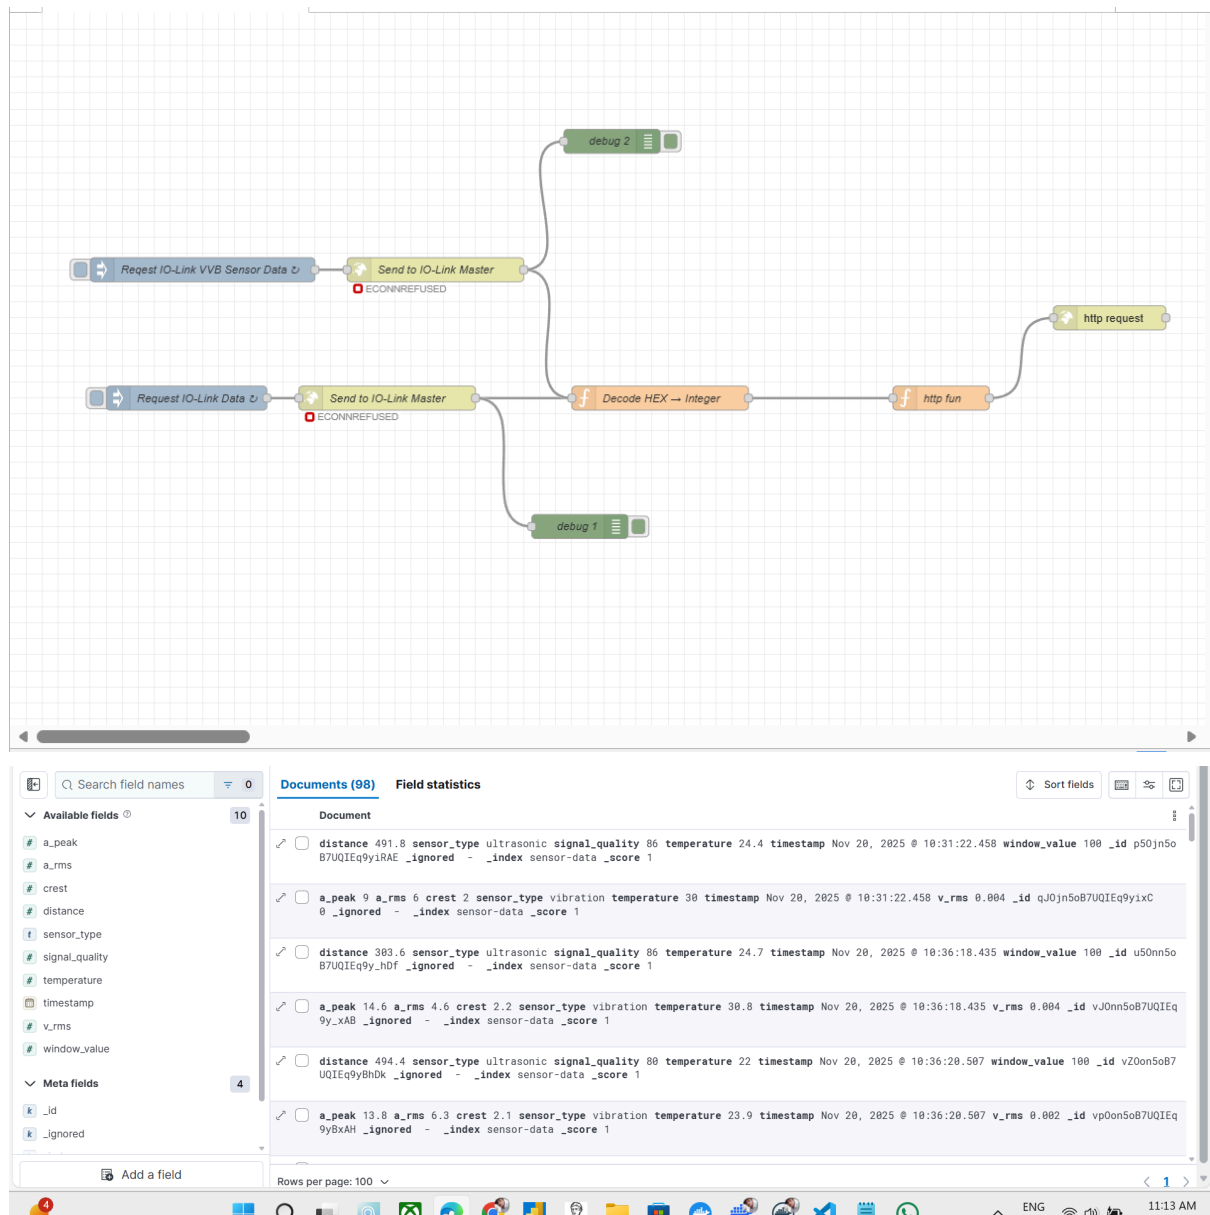 debug 2
Reqest IO-Link VVB Sensor Data ↻
Send to IO-Link Master
ECONNREFUSED
http request
Request IO-Link Data ↻
Send to IO-Link Master
Decode HEX → Integer
http fun
ECONNREFUSED
debug 1
Search field names
0
Documents (98)
Field statistics
Sort fields
Available fields
10
Document
a_peak
a_rms
crest
distance
sensor_type
signal_quality
temperature
timestamp
v_rms
window_value
Meta fields
4
_id
_ignored
Add a field
distance 491.8 sensor_type ultrasonic signal_quality 86 temperature 24.4 timestamp Nov 20, 2025 @ 10:31:22.458 window_value 100 _id p5Ojn5o
B7UQIEq9yiRAE _ignored - _index sensor-data _score 1
a_peak 9 a_rms 6 crest 2 sensor_type vibration temperature 30 timestamp Nov 20, 2025 @ 10:31:22.458 v_rms 0.004 _id qJOjn5oB7UQIEq9yixC
0 _ignored - _index sensor-data _score 1
distance 303.6 sensor_type ultrasonic signal_quality 86 temperature 24.7 timestamp Nov 20, 2025 @ 10:36:18.435 window_value 100 _id u5Onn5o
B7UQIEq9y_hDf _ignored - _index sensor-data _score 1
a_peak 14.6 a_rms 4.6 crest 2.2 sensor_type vibration temperature 30.8 timestamp Nov 20, 2025 @ 10:36:18.435 v_rms 0.004 _id vJOnn5oB7UQIEq
9y_xAB _ignored - _index sensor-data _score 1
distance 494.4 sensor_type ultrasonic signal_quality 80 temperature 22 timestamp Nov 20, 2025 @ 10:36:20.507 window_value 100 _id vZOon5oB7
UQIEq9yBhDk _ignored - _index sensor-data _score 1
a_peak 13.8 a_rms 6.3 crest 2.1 sensor_type vibration temperature 23.9 timestamp Nov 20, 2025 @ 10:36:20.507 v_rms 0.002 _id vpOon5oB7UQIEq
9yBxAH _ignored - _index sensor-data _score 1
Rows per page: 100
1
4
ENG
11:13 AM